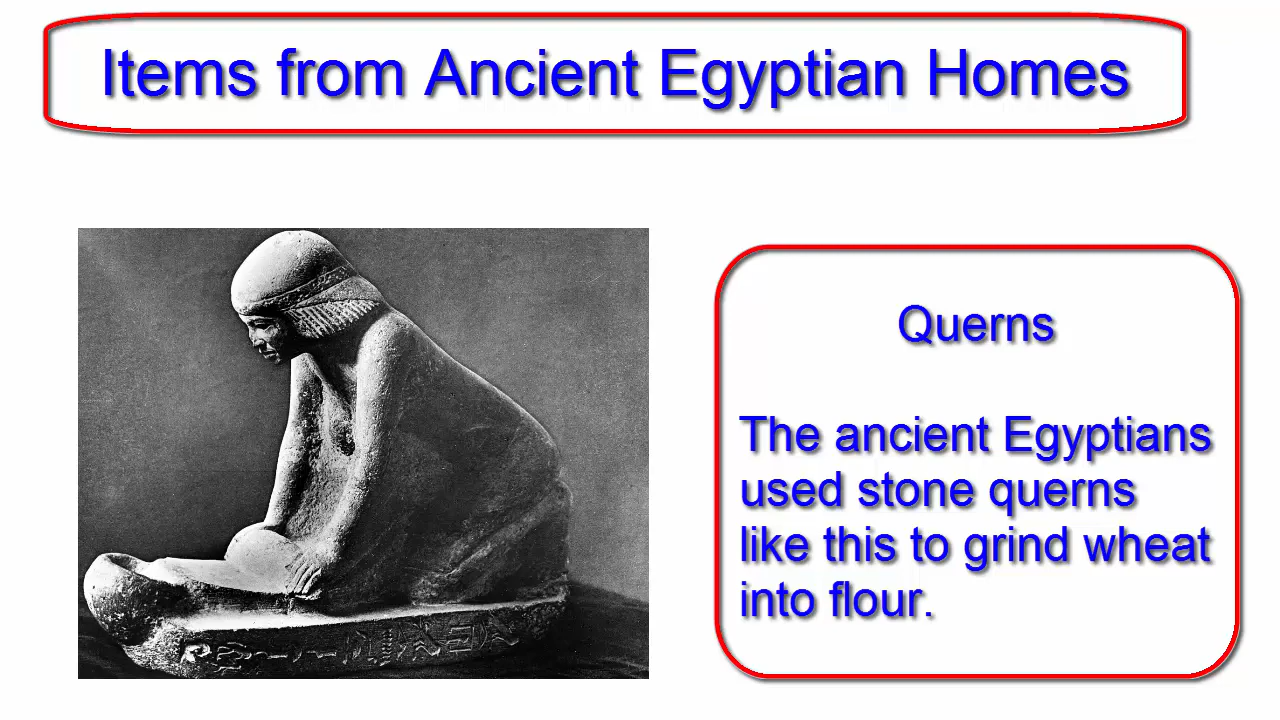 Items from Ancient Egyptian Homes
Querns
The ancient Egyptians
used stone querns
like this to grind wheat
into flour.